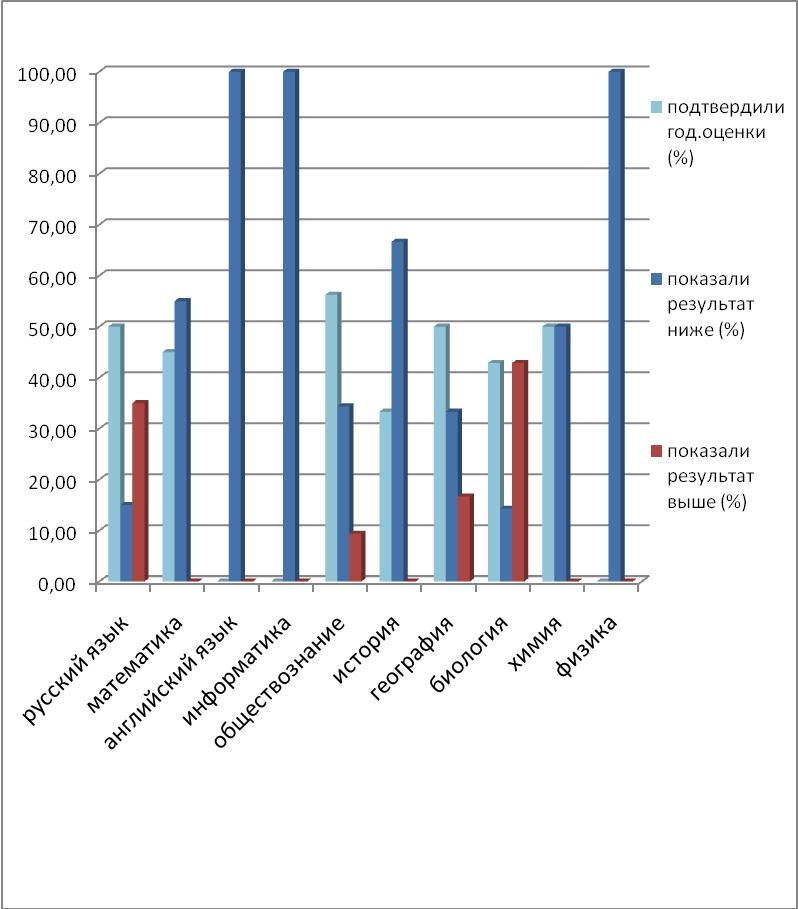 100,00
90,00
80,00
70,00
60,00
50,00
40,00
30,00
20,00
10,00
0,00
русский язык
математика
английский язык
информатика
обществознание
история
география
биология
химия
физика
подтвердили
год.оценки
(%)
показали
результат
ниже (%)
показали
результат
выше (%)